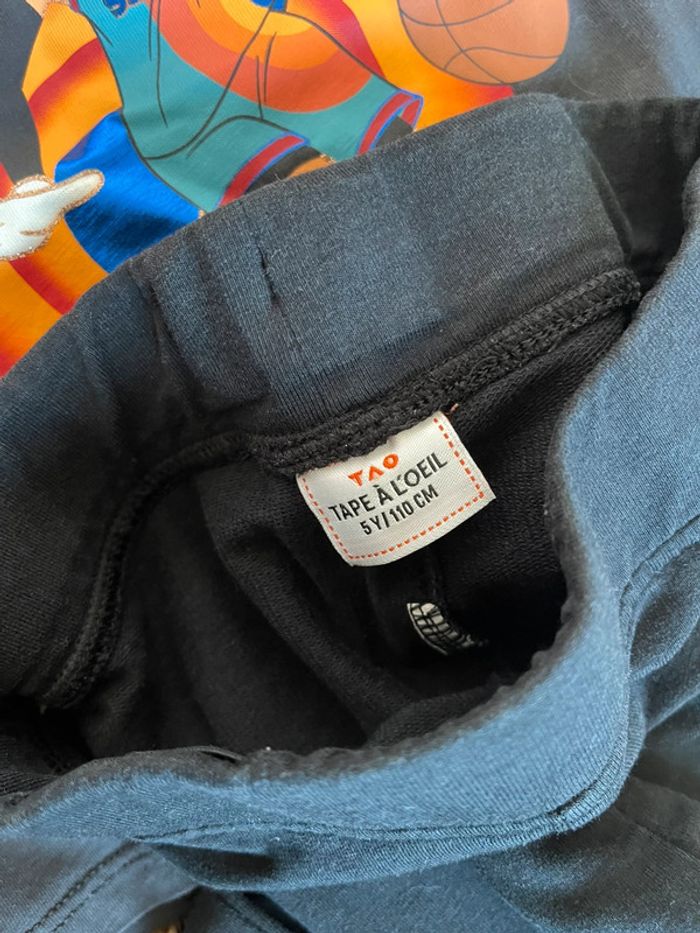 TAO
TAPE À L'OEIL
5Y/110 CM